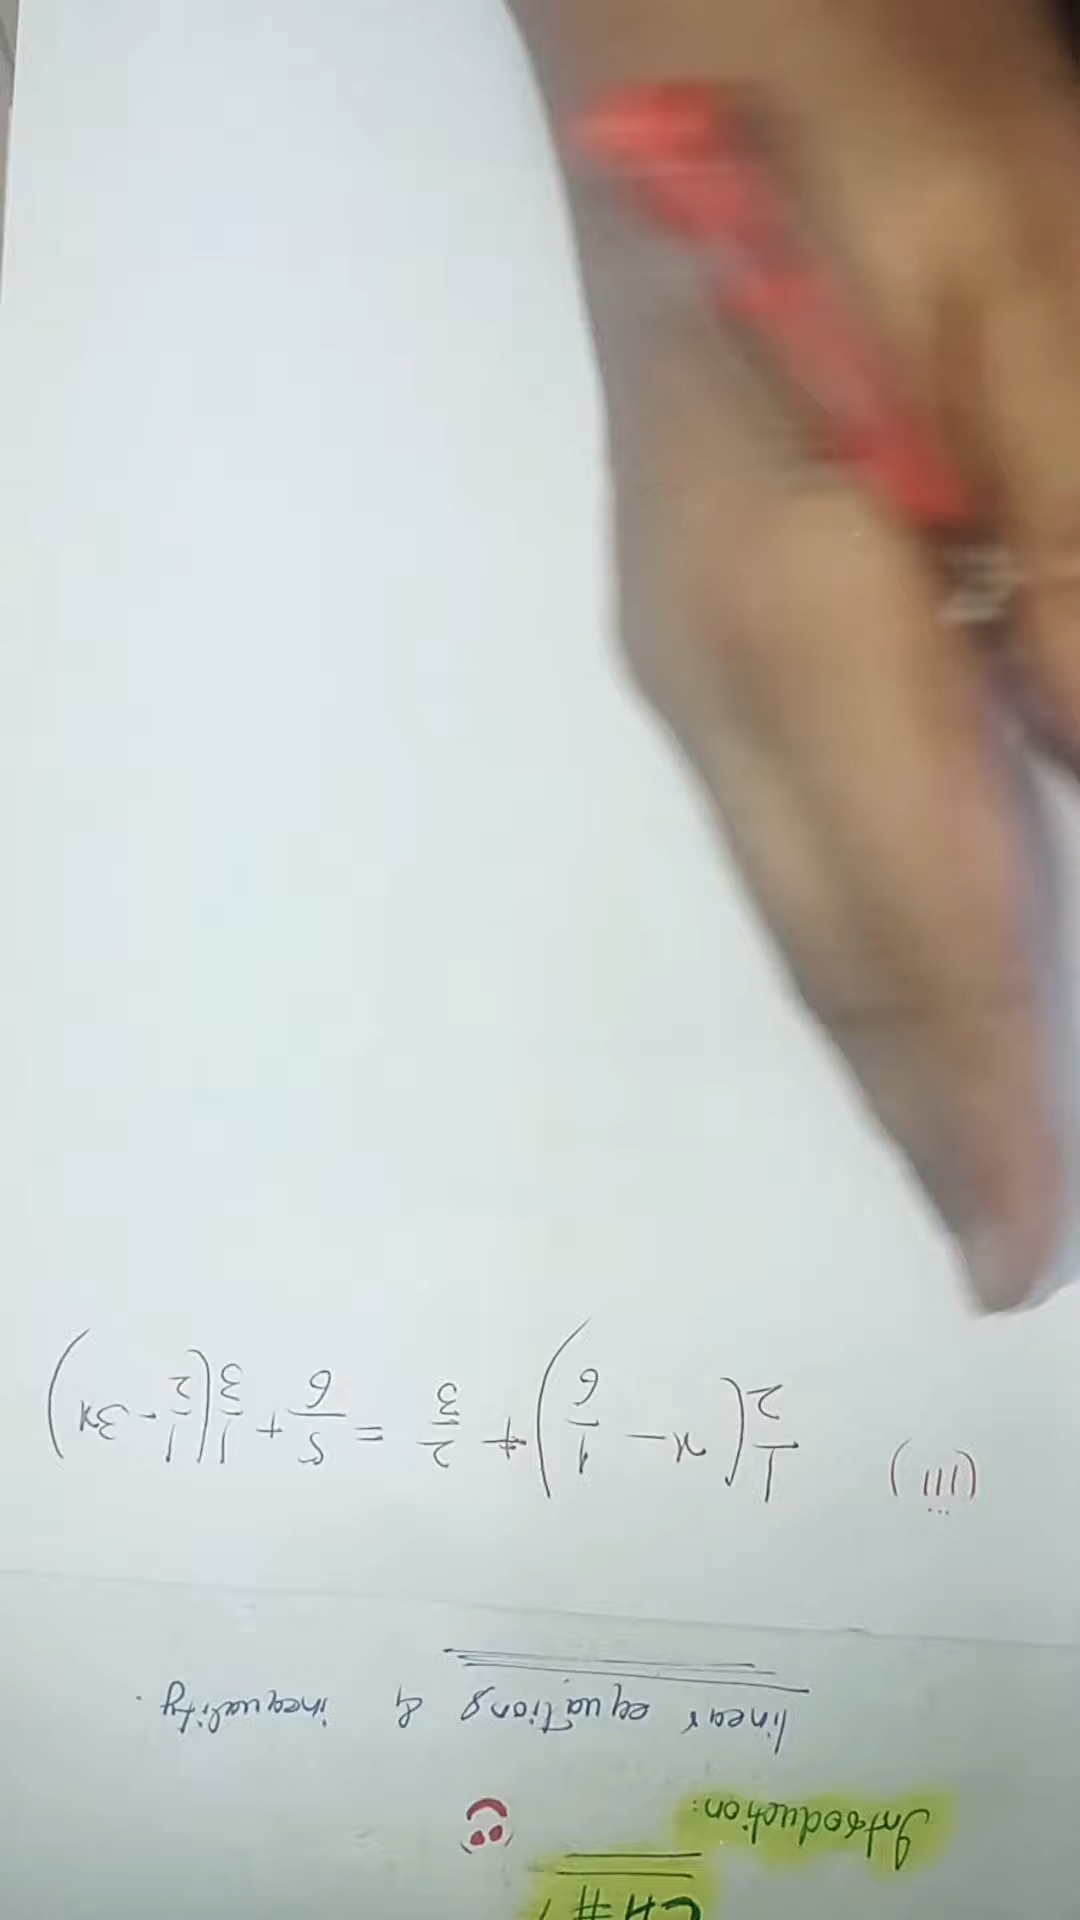 CH # 1
Introduction:
linear equations & inequality.
(iii) 1/2 (x - 1/6) + 2/3 = 5/6 + 1/3 (1/2 - 3x)